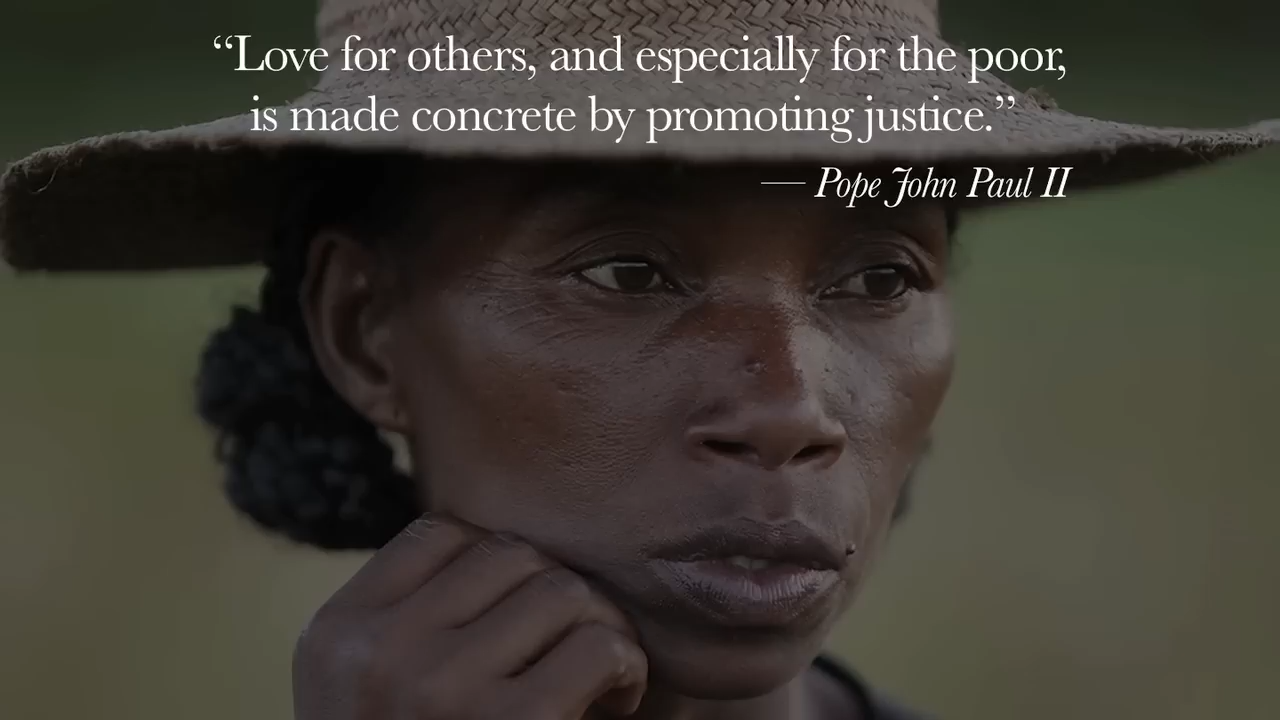 “Love for others, and especially for the poor,
is made concrete by promoting justice.”
— Pope John Paul II